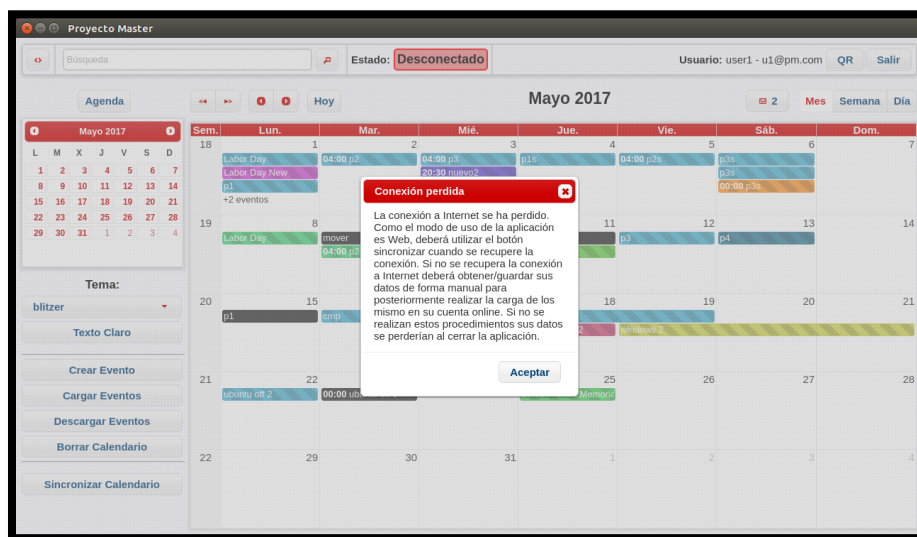 Proyecto Master
Búsqueda
Estado: Desconectado
Usuario: user1 - u1@pm.com
QR
Salir
Agenda
Hoy
Mayo 2017
2
Mes Semana Día
Mayo 2017
L M X J V S D
1 2 3 4 5 6 7
8 9 10 11 12 13 14
15 16 17 18 19 20 21
22 23 24 25 26 27 28
29 30 31 1 2 3 4
Tema:
blitzer
Texto Claro
Crear Evento
Cargar Eventos
Descargar Eventos
Borrar Calendario
Sincronizar Calendario
Sem. Lun. Mar. Mié. Jue. Vie. Sáb. Dom.
18 1 2 3 4 5 6 7
Labor Day 04:00 p2 04:00 p3 p1s 04:00 p2s p3s
Labor Day New 20:30 nuevo2 p3s
p1 00:00 p3s
+2 eventos
19 8 11 12 13 14
Labor Day mover p3 p4
04:00 p2
20 15 18 19 20 21
p1 cmp
2 windows 3
21 22 25 26 27 28
ubuntu off 2 00:00 Memoria
22 29 30 31 1 2 3 4
Conexión perdida
La conexión a Internet se ha perdido.
Como el modo de uso de la aplicación
es Web, deberá utilizar el botón
sincronizar cuando se recupere la
conexión. Si no se recupera la conexión
a Internet deberá obtener/guardar sus
datos de forma manual para
posteriormente realizar la carga de los
mismo en su cuenta online. Si no se
realizan estos procedimientos sus datos
se perderían al cerrar la aplicación.
Aceptar